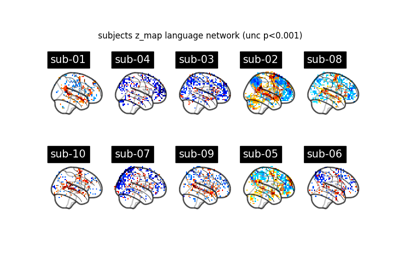 subjects z_map language network (unc p<0.001)
sub-01 sub-04 sub-03 sub-02 sub-08
sub-10 sub-07 sub-09 sub-05 sub-06